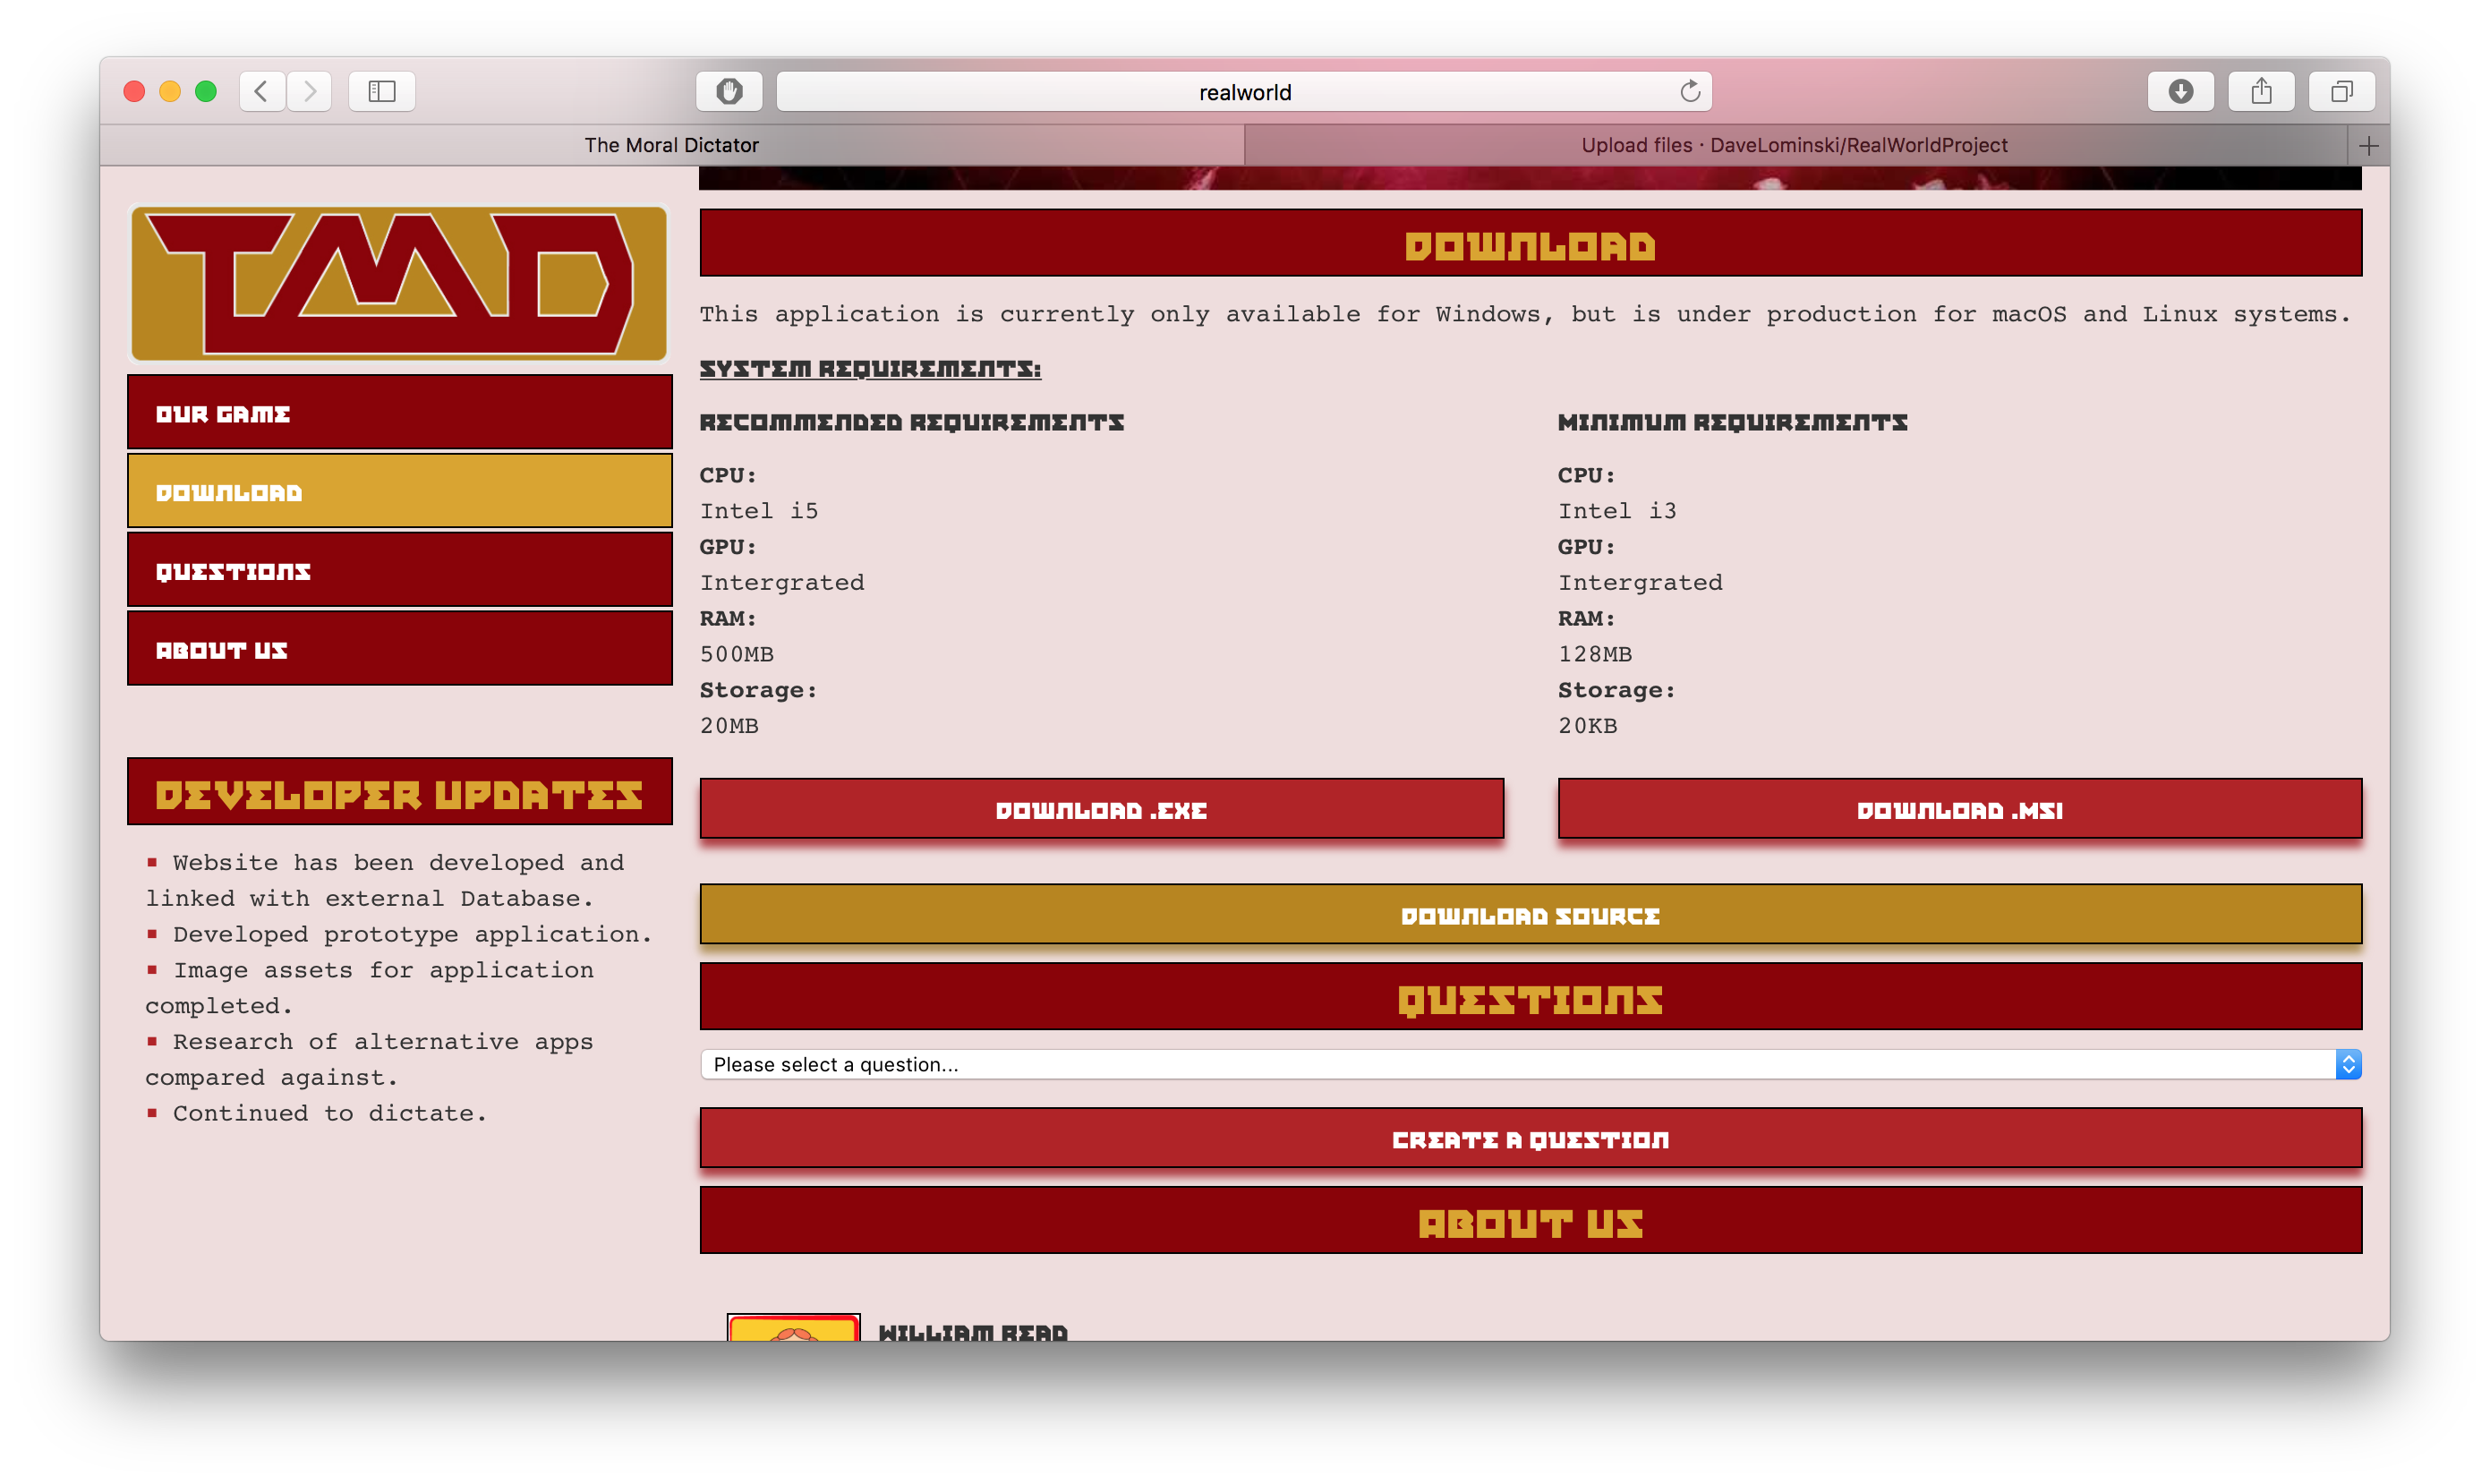 realworld
The Moral Dictator
Upload files · DaveLominski/RealWorldProject
TMD
OUR GAME
DOWNLOAD
QUESTIONS
ABOUT US
DEVELOPER UPDATES
▪ Website has been developed and
linked with external Database.
▪ Developed prototype application.
▪ Image assets for application
completed.
▪ Research of alternative apps
compared against.
▪ Continued to dictate.
DOWNLOAD
This application is currently only available for Windows, but is under production for macOS and Linux systems.
SYSTEM REQUIREMENTS:
RECOMMENDED REQUIREMENTS
CPU:
Intel i5
GPU:
Intergrated
RAM:
500MB
Storage:
20MB
MINIMUM REQUIREMENTS
CPU:
Intel i3
GPU:
Intergrated
RAM:
128MB
Storage:
20KB
DOWNLOAD .EXE
DOWNLOAD .MSI
DOWNLOAD SOURCE
QUESTIONS
Please select a question...
CREATE A QUESTION
ABOUT US
WILLIAM READ